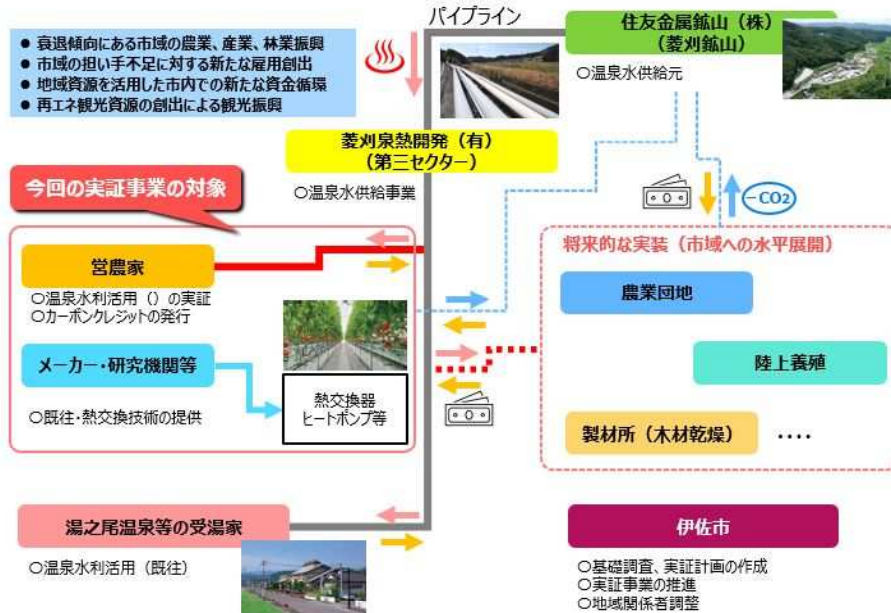 パイプライン
住友金属鉱山（株）
（菱刈鉱山）
○温泉水供給元
● 衰退傾向にある市域の農業、産業、林業振興
● 市域の担い手不足に対する新たな雇用創出
● 地域資源を活用した市内での新たな資金循環
● 再エネ観光資源の創出による観光振興
菱刈泉熱開発（有）
（第三セクター）
○温泉水供給事業
今回の実証事業の対象
営農家
○温泉水利活用（）の実証
○カーボンクレジットの発行
メーカー・研究機関等
○既往・熱交換技術の提供
熱交換器
ヒートポンプ等
－CO2
将来的な実装（市域への水平展開）
農業団地
陸上養殖
製材所（木材乾燥）
‥‥
湯之尾温泉等の受湯家
○温泉水利活用（既往）
伊佐市
○基礎調査、実証計画の作成
○実証事業の推進
○地域関係者調整